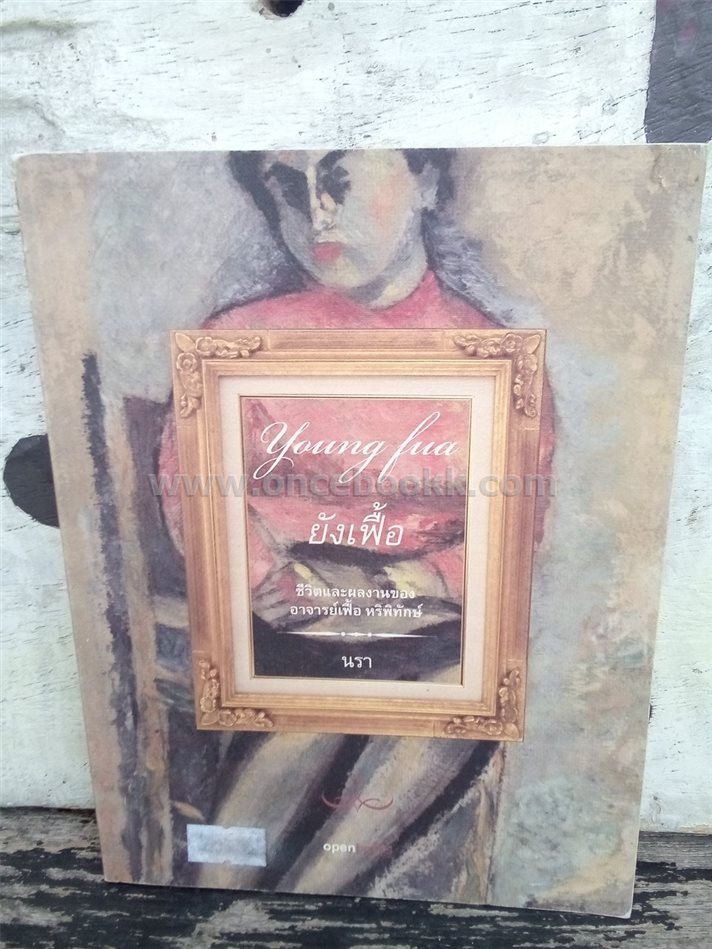 Young fua
www.oncebookk.com
ยังเฟื้อ
ชีวิตและผลงานของ
อาจารย์เฟื้อ หริพิทักษ์
นรา
open